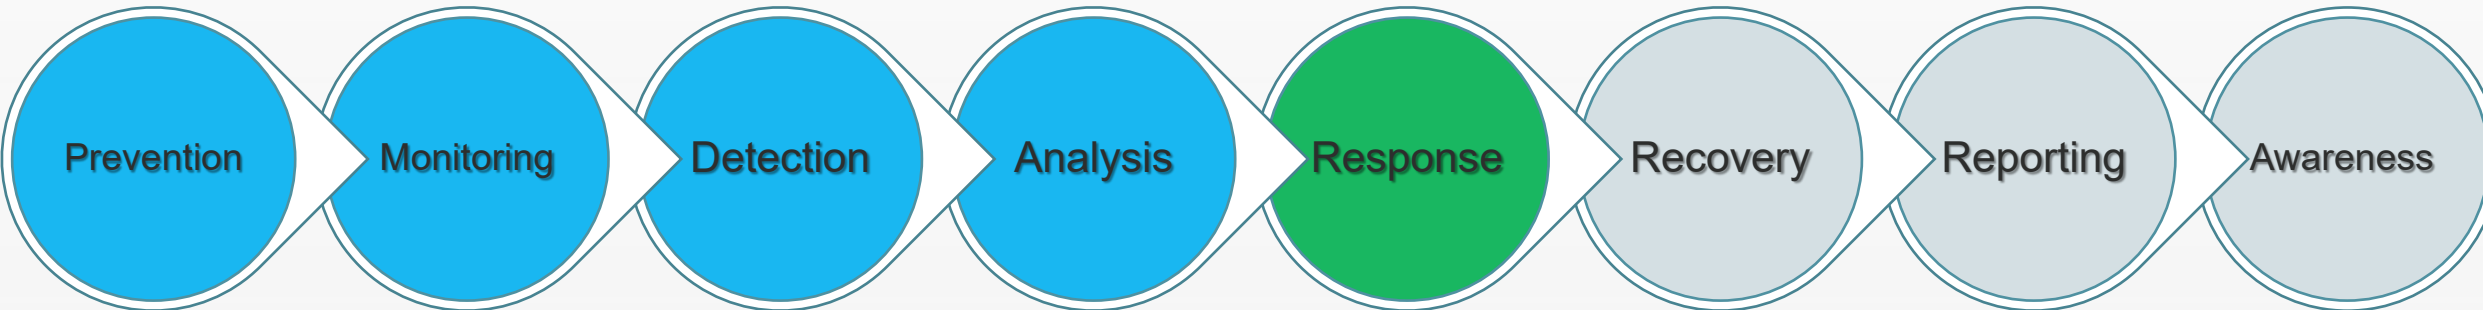 Prevention
Monitoring
Detection
Analysis
Response
Recovery
Reporting
Awareness